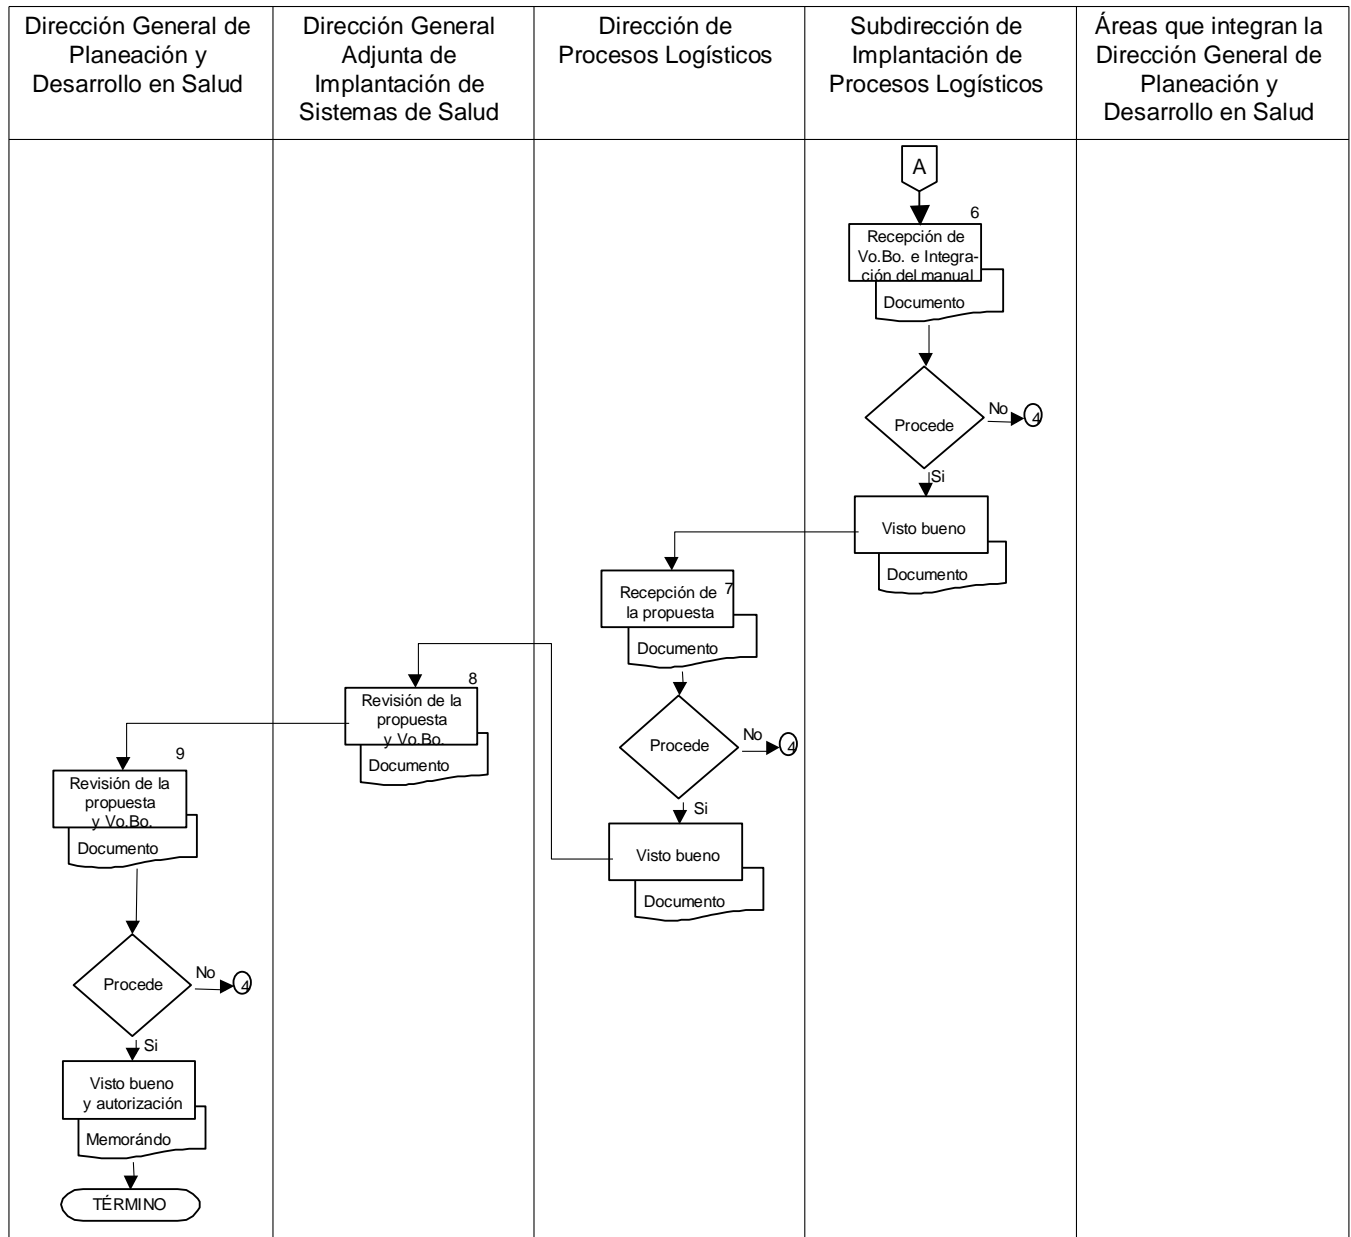 Dirección General de
Planeación y
Desarrollo en Salud
Dirección General
Adjunta de
Implantación de
Sistemas de Salud
Dirección de
Procesos Logísticos
Subdirección de
Implantación de
Procesos Logísticos
Áreas que integran la
Dirección General de
Planeación y
Desarrollo en Salud
A
6
Recepción de
Vo.Bo. e Integra-
ción del manual
Documento
Procede
No
4
Si
Visto bueno
Documento
7
Recepción de
la propuesta
Documento
Procede
No
4
Si
Visto bueno
Documento
8
Revisión de la
propuesta
y Vo.Bo.
Documento
9
Revisión de la
propuesta
y Vo.Bo.
Documento
Procede
No
4
Si
Visto bueno
y autorización
Memorándo
TÉRMINO